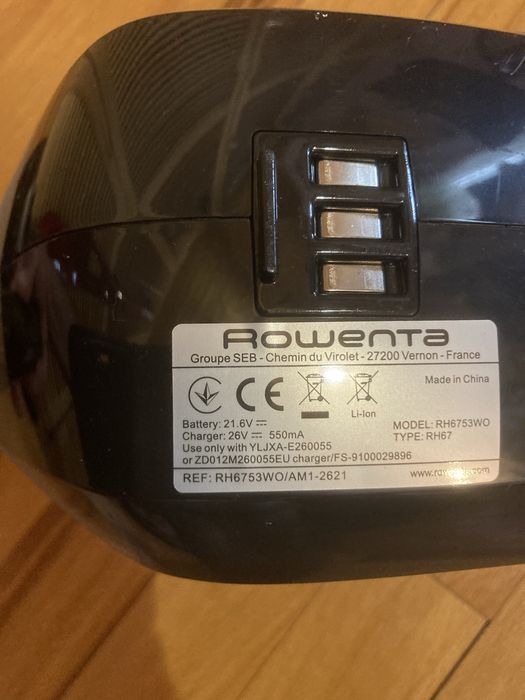 Rowenta
Groupe SEB - Chemin du Virolet - 27200 Vernon - France
CE
Made in China
Li-Ion
Battery: 21.6V ⎓
Charger: 26V ⎓ 550mA
MODEL: RH6753WO
TYPE: RH67
Use only with YLJXA-E260055
or ZD012M260055EU charger/FS-9100029896
REF: RH6753WO/AM1-2621